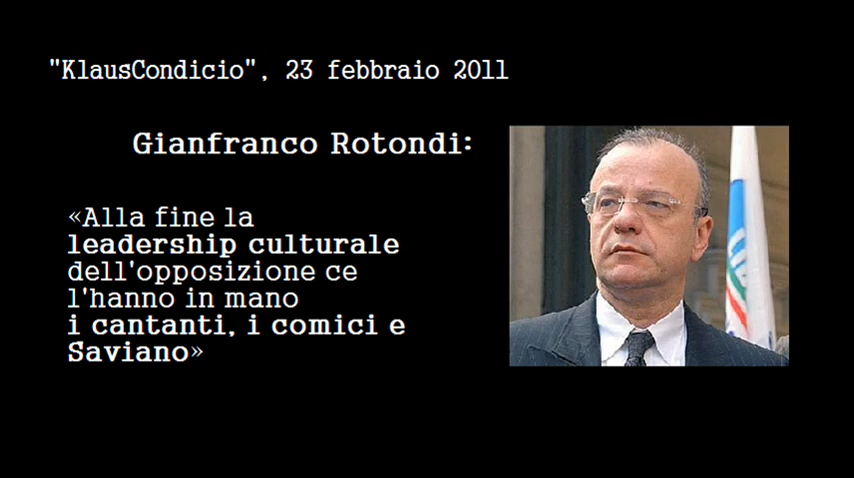 "KlausCondicio", 23 febbraio 2011
Gianfranco Rotondi:
«Alla fine la
leadership culturale
dell'opposizione ce
l'hanno in mano
i cantanti, i comici e
Saviano»